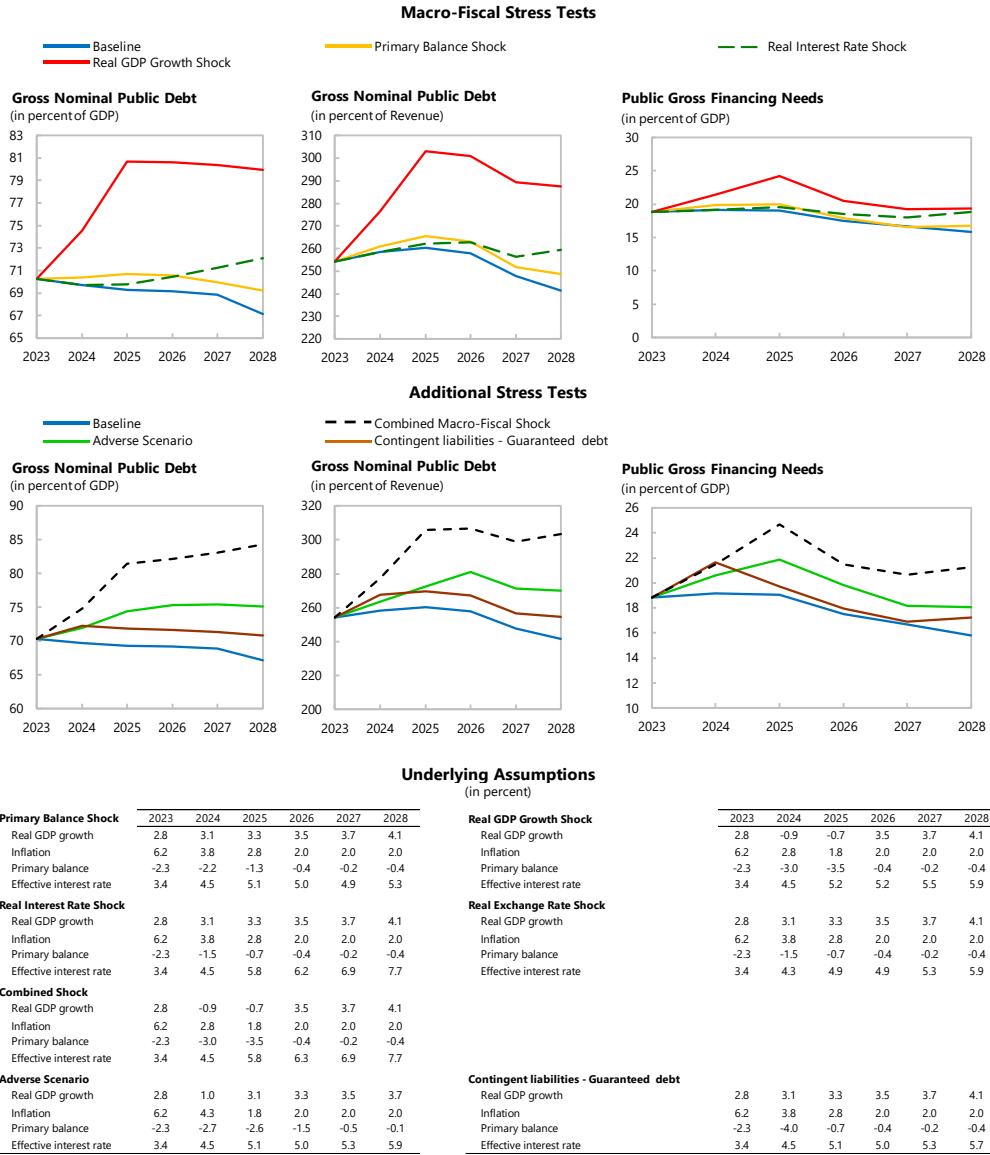 Macro-Fiscal Stress Tests
Baseline
Primary Balance Shock
Real Interest Rate Shock
Real GDP Growth Shock
Gross Nominal Public Debt
(in percent of GDP)
83
81
79
77
75
73
71
69
67
65
2023 2024 2025 2026 2027 2028
Gross Nominal Public Debt
(in percent of Revenue)
310
300
290
280
270
260
250
240
230
220
2023 2024 2025 2026 2027 2028
Public Gross Financing Needs
(in percent of GDP)
30
25
20
15
10
5
0
2023 2024 2025 2026 2027 2028
Additional Stress Tests
Baseline
Combined Macro-Fiscal Shock
Adverse Scenario
Contingent liabilities - Guaranteed debt
Gross Nominal Public Debt
(in percent of GDP)
90
85
80
75
70
65
60
2023 2024 2025 2026 2027 2028
Gross Nominal Public Debt
(in percent of Revenue)
320
300
280
260
240
220
200
2023 2024 2025 2026 2027 2028
Public Gross Financing Needs
(in percent of GDP)
26
24
22
20
18
16
14
12
10
2023 2024 2025 2026 2027 2028
Underlying Assumptions
(in percent)
Primary Balance Shock 2023 2024 2025 2026 2027 2028
Real GDP growth 2.8 3.1 3.3 3.5 3.7 4.1
Inflation 6.2 3.8 2.8 2.0 2.0 2.0
Primary balance -2.3 -2.2 -1.3 -0.4 -0.2 -0.4
Effective interest rate 3.4 4.5 5.1 5.0 4.9 5.3
Real Interest Rate Shock
Real GDP growth 2.8 3.1 3.3 3.5 3.7 4.1
Inflation 6.2 3.8 2.8 2.0 2.0 2.0
Primary balance -2.3 -1.5 -0.7 -0.4 -0.2 -0.4
Effective interest rate 3.4 4.5 5.8 6.2 6.9 7.7
Combined Shock
Real GDP growth 2.8 -0.9 -0.7 3.5 3.7 4.1
Inflation 6.2 2.8 1.8 2.0 2.0 2.0
Primary balance -2.3 -3.0 -3.5 -0.4 -0.2 -0.4
Effective interest rate 3.4 4.5 5.8 6.3 6.9 7.7
Adverse Scenario
Real GDP growth 2.8 1.0 3.1 3.3 3.5 3.7
Inflation 6.2 4.3 1.8 2.0 2.0 2.0
Primary balance -2.3 -2.7 -2.6 -1.5 -0.5 -0.1
Effective interest rate 3.4 4.5 5.1 5.0 5.3 5.9
Real GDP Growth Shock 2023 2024 2025 2026 2027 2028
Real GDP growth 2.8 -0.9 -0.7 3.5 3.7 4.1
Inflation 6.2 2.8 1.8 2.0 2.0 2.0
Primary balance -2.3 -3.0 -3.5 -0.4 -0.2 -0.4
Effective interest rate 3.4 4.5 5.2 5.2 5.5 5.9
Real Exchange Rate Shock
Real GDP growth 2.8 3.1 3.3 3.5 3.7 4.1
Inflation 6.2 3.8 2.8 2.0 2.0 2.0
Primary balance -2.3 -1.5 -0.7 -0.4 -0.2 -0.4
Effective interest rate 3.4 4.3 4.9 4.9 5.3 5.9
Contingent liabilities - Guaranteed debt
Real GDP growth 2.8 3.1 3.3 3.5 3.7 4.1
Inflation 6.2 3.8 2.8 2.0 2.0 2.0
Primary balance -2.3 -4.0 -0.7 -0.4 -0.2 -0.4
Effective interest rate 3.4 4.5 5.1 5.0 5.3 5.7